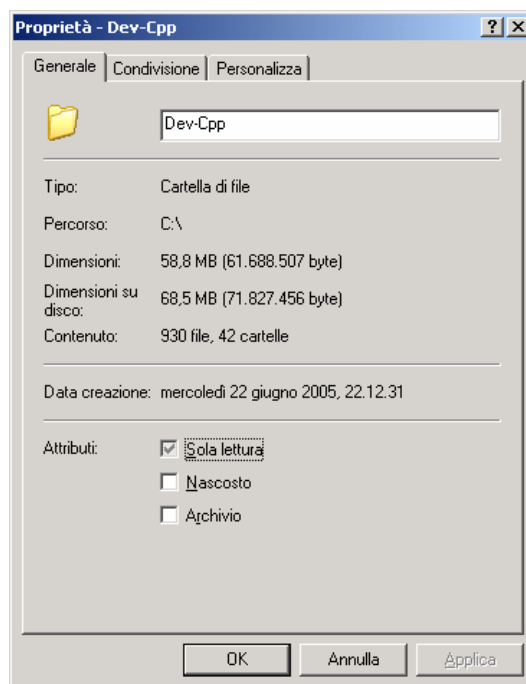 Proprietà - Dev-Cpp
Generale Condivisione Personalizza
Dev-Cpp
Tipo: Cartella di file
Percorso: C:\
Dimensioni: 58,8 MB (61.688.507 byte)
Dimensioni su
disco: 68,5 MB (71.827.456 byte)
Contenuto: 930 file, 42 cartelle
Data creazione: mercoledì 22 giugno 2005, 22.12.31
Attributi: Sola lettura
Nascosto
Archivio
OK Annulla Applica